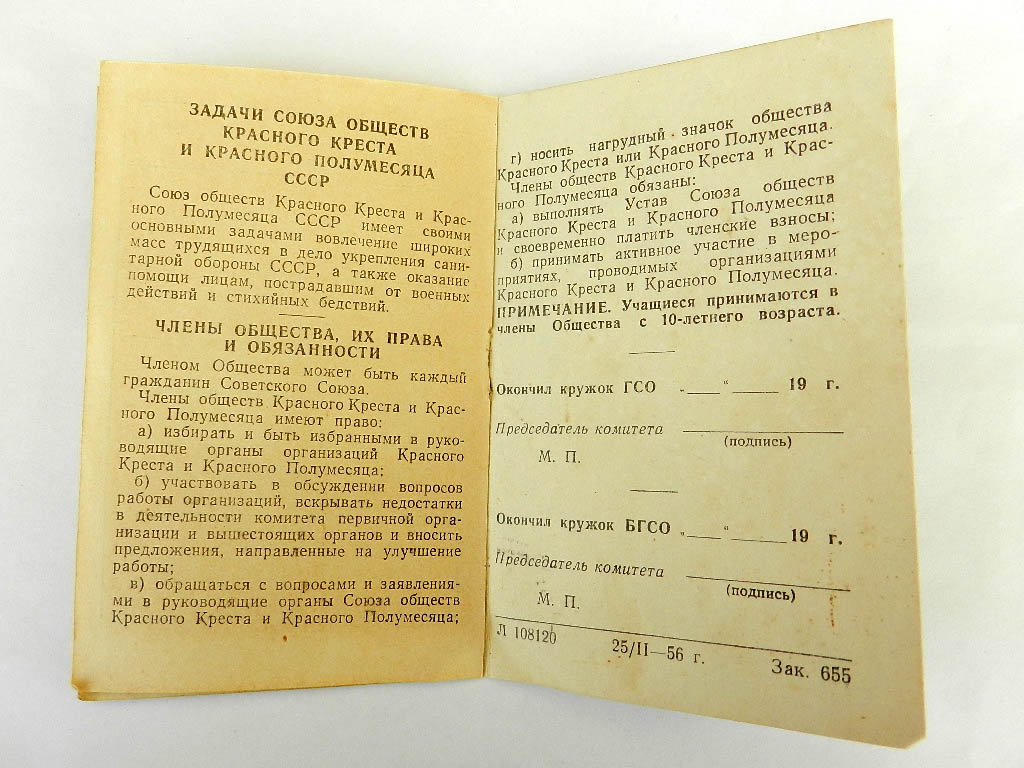 ЗАДАЧИ СОЮЗА ОБЩЕСТВ
КРАСНОГО КРЕСТА
И КРАСНОГО ПОЛУМЕСЯЦА
СССР
Союз обществ Красного Креста и Крас-
ного Полумесяца СССР имеет своими
основными задачами вовлечение широких
масс трудящихся в дело укрепления сани-
тарной обороны СССР, а также оказание
помощи лицам, пострадавшим от военных
действий и стихийных бедствий.
ЧЛЕНЫ ОБЩЕСТВА, ИХ ПРАВА
И ОБЯЗАННОСТИ
Членом Общества может быть каждый
гражданин Советского Союза.
Члены обществ Красного Креста и Крас-
ного Полумесяца имеют право:
а) избирать и быть избранными в руко-
водящие органы организаций Красного
Креста и Красного Полумесяца;
б) участвовать в обсуждении вопросов
работы организаций, вскрывать недостатки
в деятельности комитета первичной орга-
низации и вышестоящих органов и вносить
предложения, направленные на улучшение
работы;
в) обращаться с вопросами и заявления-
ми в руководящие органы Союза обществ
Красного Креста и Красного Полумесяца;
г) носить нагрудный значок общества
Красного Креста или Красного Полумесяца.
Члены обществ Красного Креста и Крас-
ного Полумесяца обязаны:
а) выполнять Устав Союза обществ
Красного Креста и Красного Полумесяца
и своевременно платить членские взносы;
б) принимать активное участие в меро-
приятиях, проводимых организациями
Красного Креста и Красного Полумесяца.
ПРИМЕЧАНИЕ. Учащиеся принимаются в
члены Общества с 10-летнего возраста.
Окончил кружок ГСО „____“ _____ 19 г.
Председатель комитета ____________
(подпись)
М. П.
Окончил кружок БГСО „____“ _____ 19 г.
Председатель комитета ____________
(подпись)
М. П.
Л 108120 25/II—56 г. Зак. 655